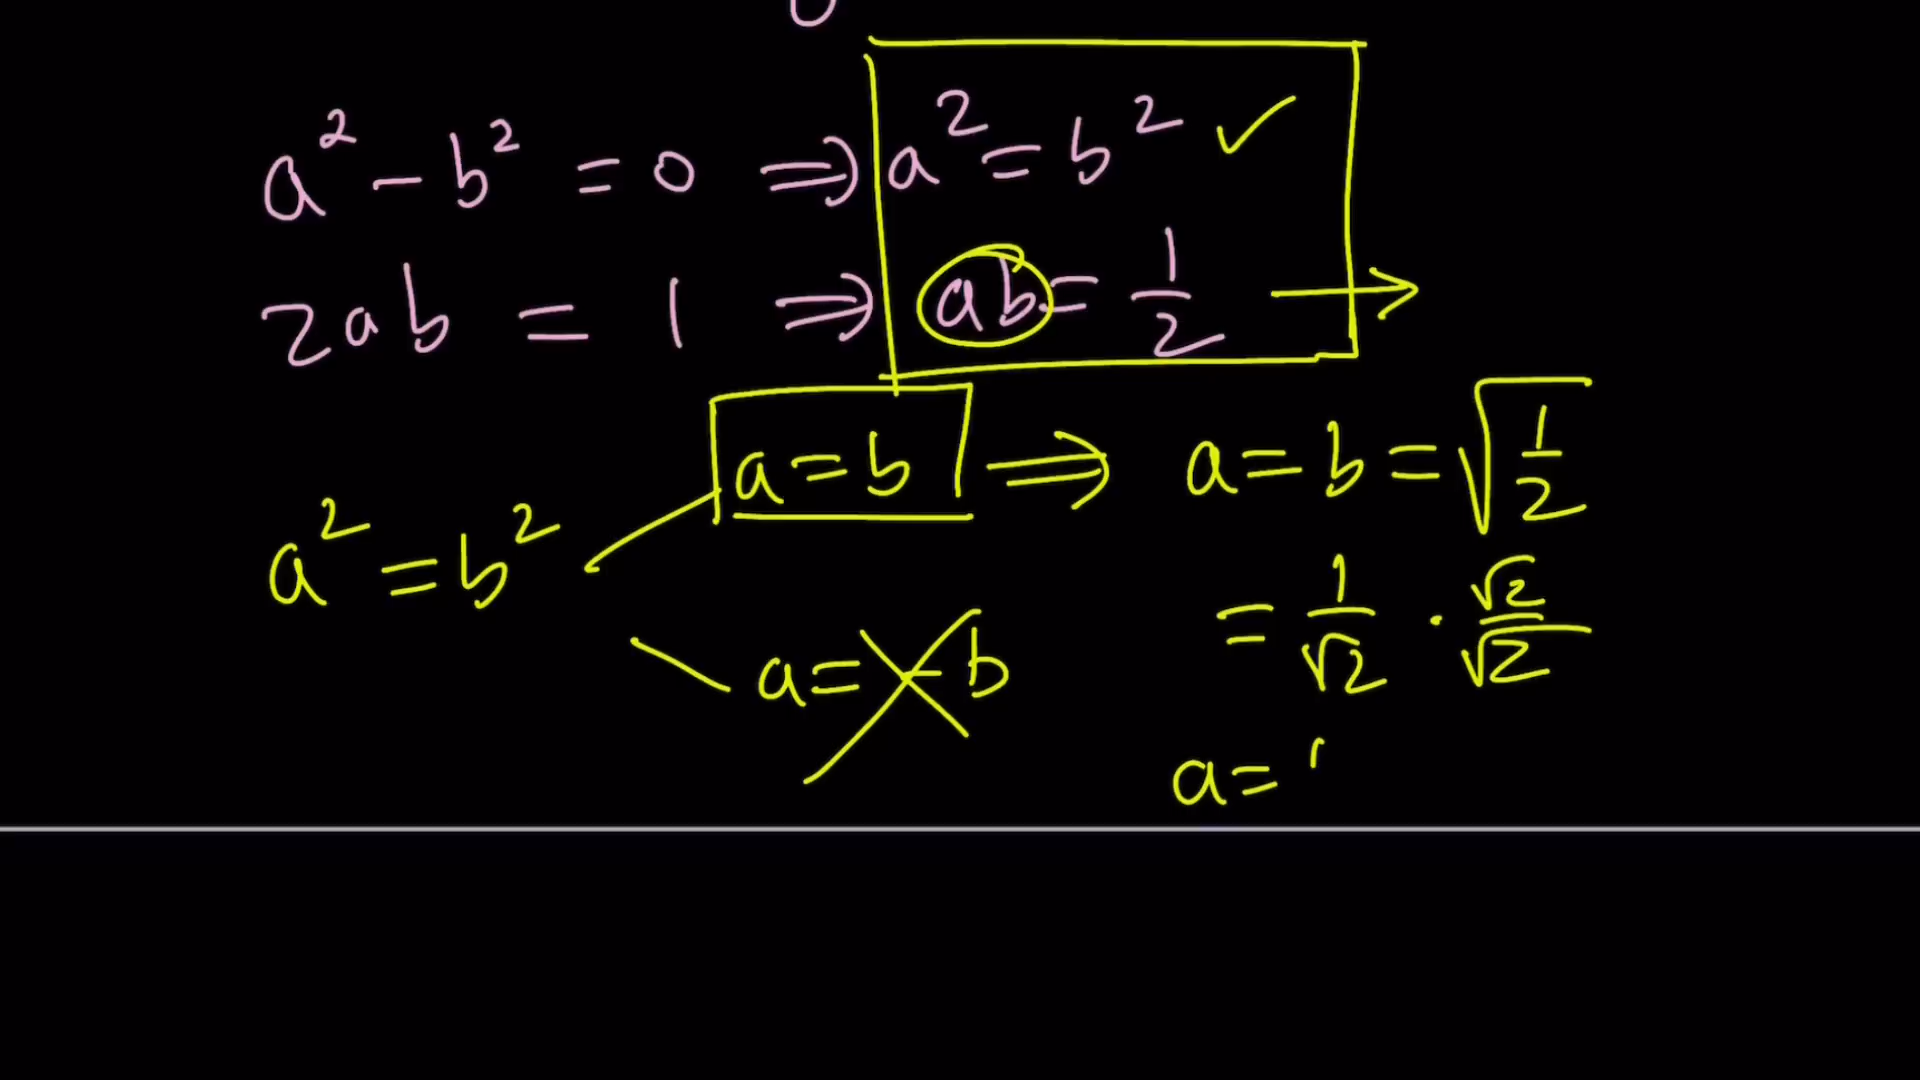 a² - b² = 0 ⇒ a² = b² ✓
2ab = 1 ⇒ ab = 1/2 →
a = b ⇒ a = b = √(1/2)
a² = b²
= 1/√2 · √2/√2
a = -b
a =